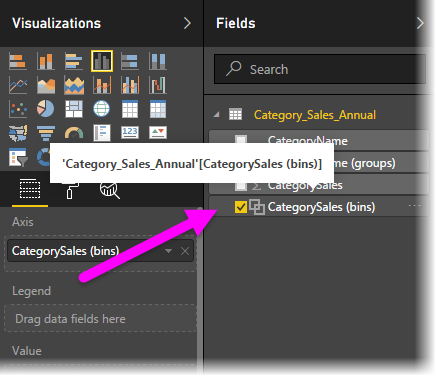 Visualizations
Fields
Search
Category_Sales_Annual
CategoryName
'Category_Sales_Annual'[CategorySales (bins)]
me (groups)
CategorySales
CategorySales (bins)
Axis
CategorySales (bins)
Legend
Drag data fields here
Value